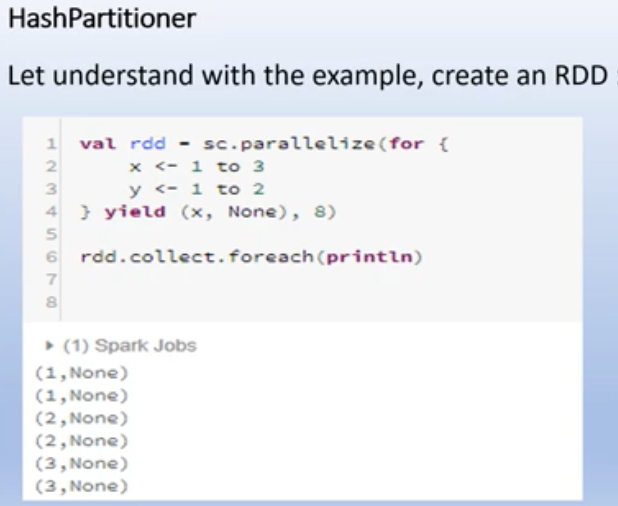 HashPartitioner
Let understand with the example, create an RDD :
1 val rdd = sc.parallelize(for {
2 x <- 1 to 3
3 y <- 1 to 2
4 } yield (x, None), 8)
5
6 rdd.collect.foreach(println)
7
8
▸ (1) Spark Jobs
(1,None)
(1,None)
(2,None)
(2,None)
(3,None)
(3,None)